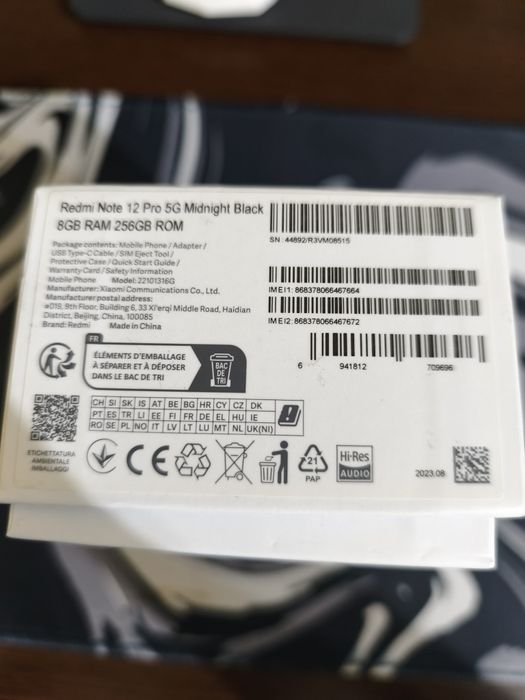 Redmi Note 12 Pro 5G Midnight Black
8GB RAM 256GB ROM
Package contents: Mobile Phone / Adapter /
USB Type-C Cable / SIM Eject Tool /
Protective Case / Quick Start Guide /
Warranty Card / Safety Information
Mobile Phone Model: 22101316G
Manufacturer: Xiaomi Communications Co., Ltd.
Manufacturer postal address:
#019, 9th Floor, Building 6, 33 Xi'erqi Middle Road, Haidian
District, Beijing, China, 100085
Brand: Redmi Made in China
SN: 44892/R3VM08515
IMEI1: 868378066467664
IMEI2: 868378066467672
6 941812 709696
FR
ÉLÉMENTS D'EMBALLAGE
À SÉPARER ET À DÉPOSER
DANS LE BAC DE TRI
BAC
DE
TRI
CH SI SK IS AT BE BG HR CY CZ DK
PT ES TR LI EE FI FR DE EL HU IE
RO SE PL NO IT LV LT LU MT NL UK(NI)
ETICHETTATURA
AMBIENTALE
IMBALLAGGI
CE
21
PAP
Hi-Res
AUDIO
2023.08